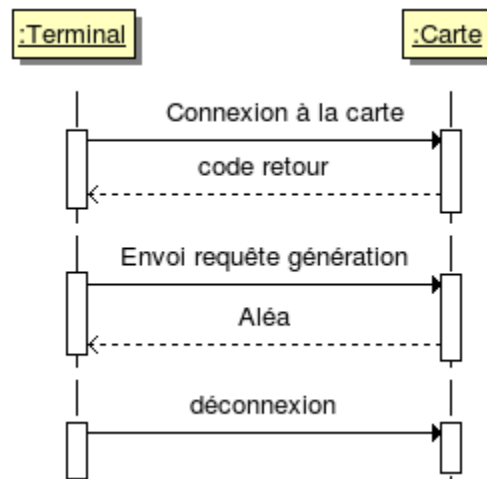 :Terminal
:Carte
Connexion à la carte
code retour
Envoi requête génération
Aléa
déconnexion